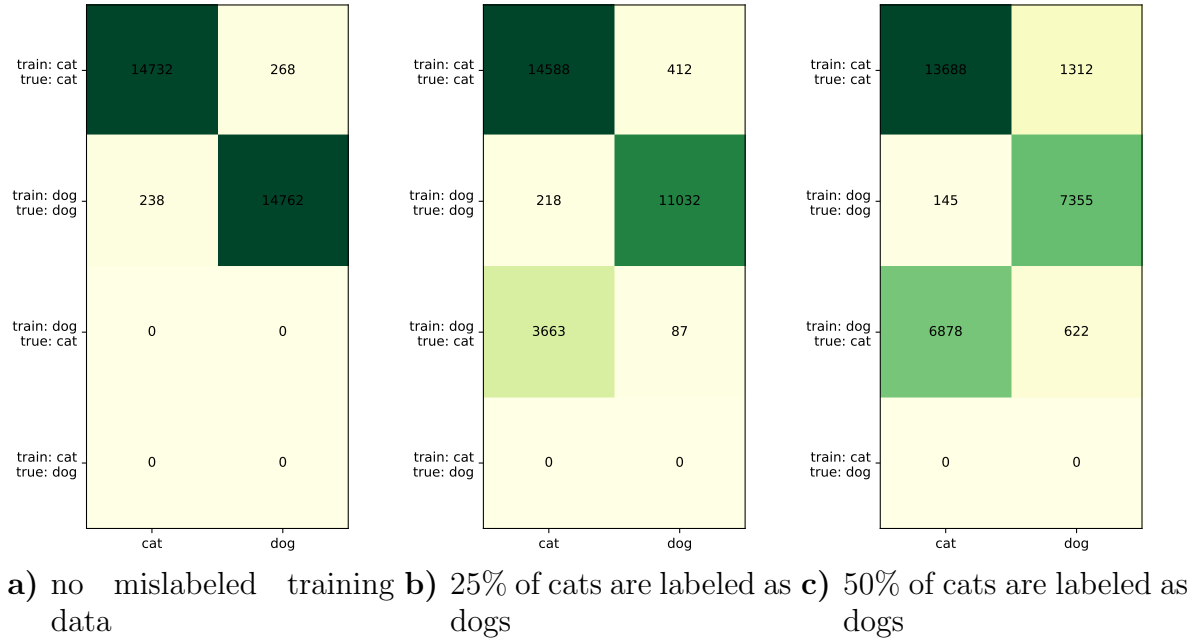 train: cat
true: cat
14732 268
train: dog
true: dog
238 14762
train: dog
true: cat
0 0
train: cat
true: dog
0 0
cat dog
a) no mislabeled training
data
train: cat
true: cat
14588 412
train: dog
true: dog
218 11032
train: dog
true: cat
3663 87
train: cat
true: dog
0 0
cat dog
b) 25% of cats are labeled as
dogs
train: cat
true: cat
13688 1312
train: dog
true: dog
145 7355
train: dog
true: cat
6878 622
train: cat
true: dog
0 0
cat dog
c) 50% of cats are labeled as
dogs